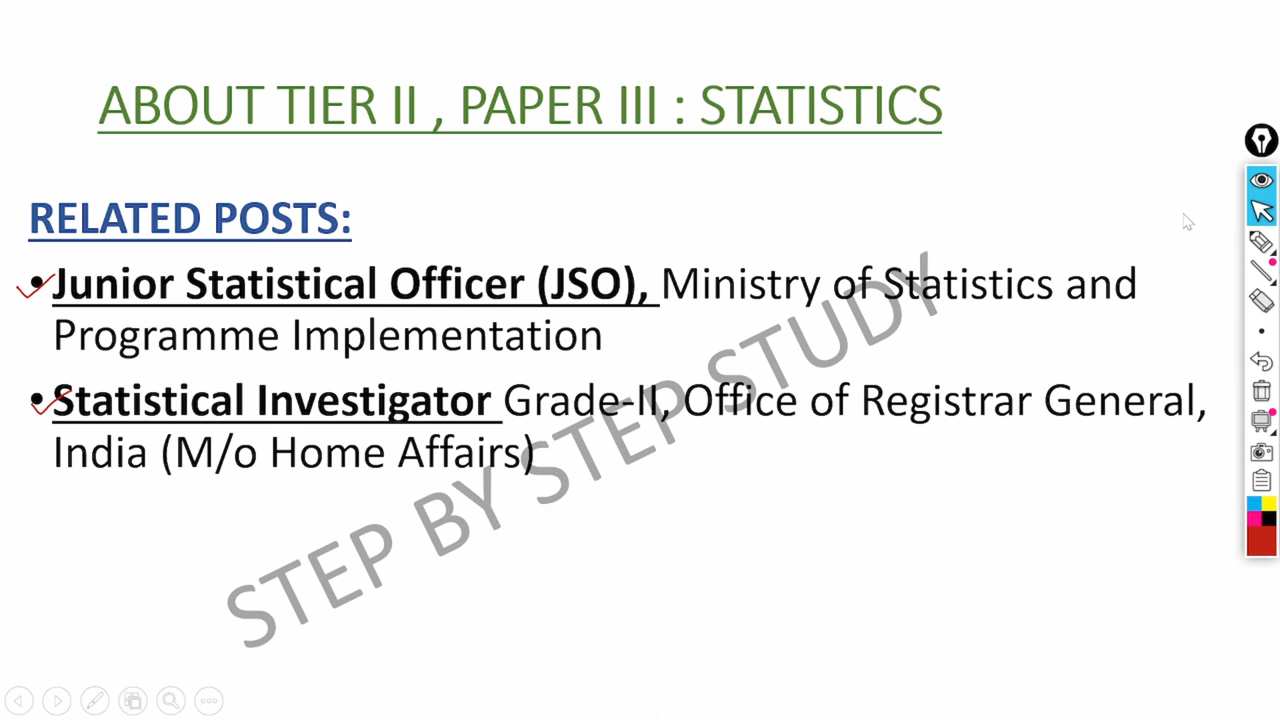 ABOUT TIER II , PAPER III : STATISTICS
RELATED POSTS:
•Junior Statistical Officer (JSO), Ministry of Statistics and
Programme Implementation
•Statistical Investigator Grade-II, Office of Registrar General,
India (M/o Home Affairs)
STEP BY STEP STUDY